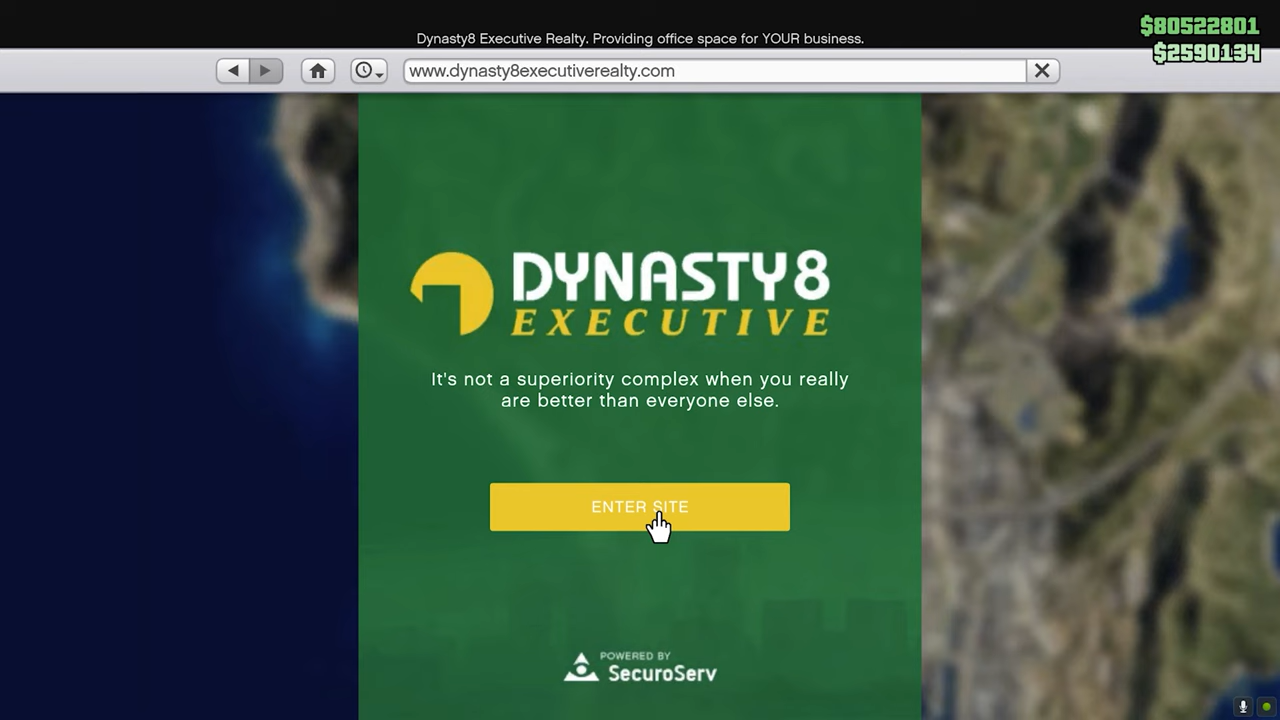 $80522801
Dynasty8 Executive Realty. Providing office space for YOUR business.
$2590134
www.dynasty8executiverealty.com
DYNASTY8
EXECUTIVE
It's not a superiority complex when you really
are better than everyone else.
ENTER SITE
POWERED BY
SecuroServ